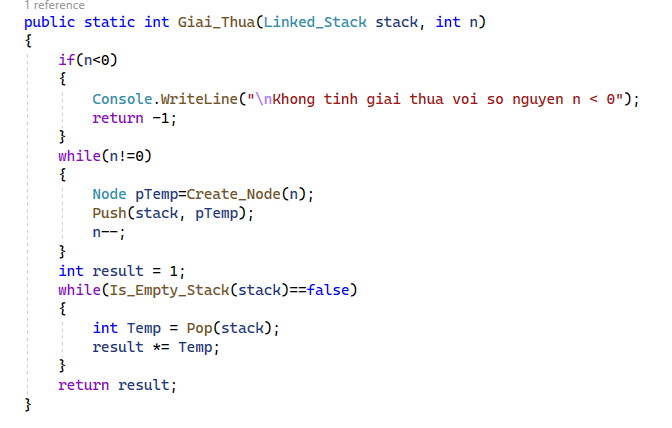 1 reference
public static int Giai_Thua(Linked_Stack stack, int n)
{
if(n<0)
{
Console.WriteLine("\nKhong tinh giai thua voi so nguyen n < 0");
return -1;
}
while(n!=0)
{
Node pTemp=Create_Node(n);
Push(stack, pTemp);
n--;
}
int result = 1;
while(Is_Empty_Stack(stack)==false)
{
int Temp = Pop(stack);
result *= Temp;
}
return result;
}